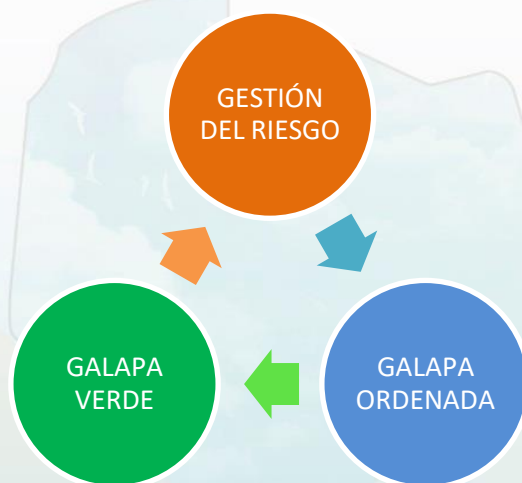 GESTIÓN
DEL RIESGO
GALAPA
VERDE
GALAPA
ORDENADA